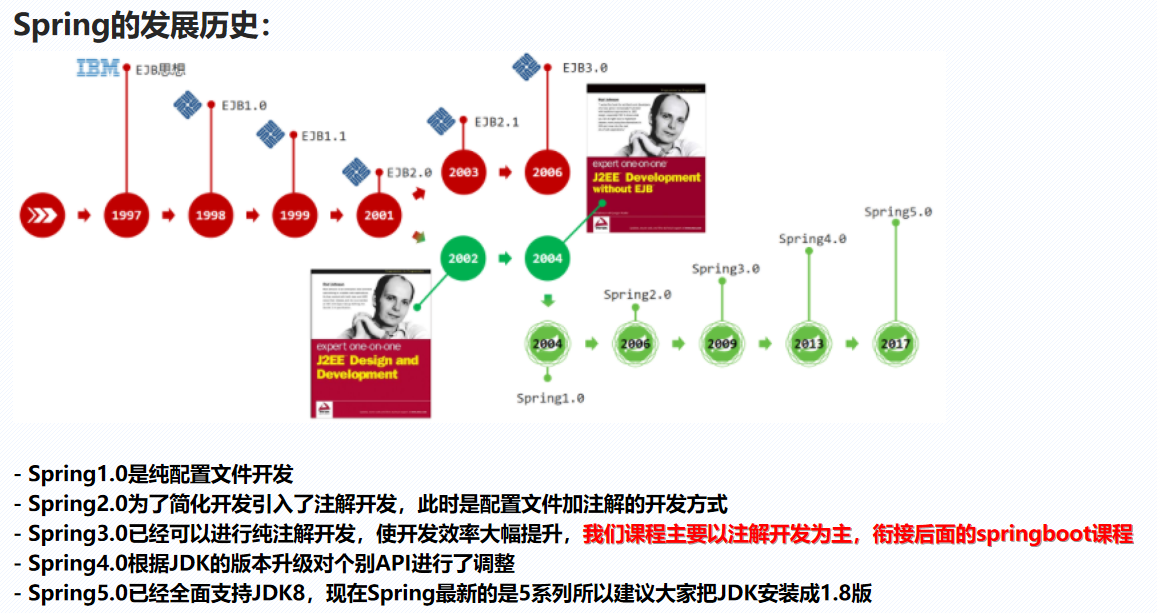 Spring的发展历史：
IBM
EJB思想
EJB1.0
EJB1.1
EJB2.0
EJB2.1
EJB3.0
1997
1998
1999
2001
2003
2006
2002
2004
expert one-on-one
J2EE Development
without EJB
expert one-on-one
J2EE Design and
Development
2004
2006
2009
2013
2017
Spring1.0
Spring2.0
Spring3.0
Spring4.0
Spring5.0
- Spring1.0是纯配置文件开发
- Spring2.0为了简化开发引入了注解开发，此时是配置文件加注解的开发方式
- Spring3.0已经可以进行纯注解开发，使开发效率大幅提升，我们课程主要以注解开发为主，衔接后面的springboot课程
- Spring4.0根据JDK的版本升级对个别API进行了调整
- Spring5.0已经全面支持JDK8，现在Spring最新的是5系列所以建议大家把JDK安装成1.8版